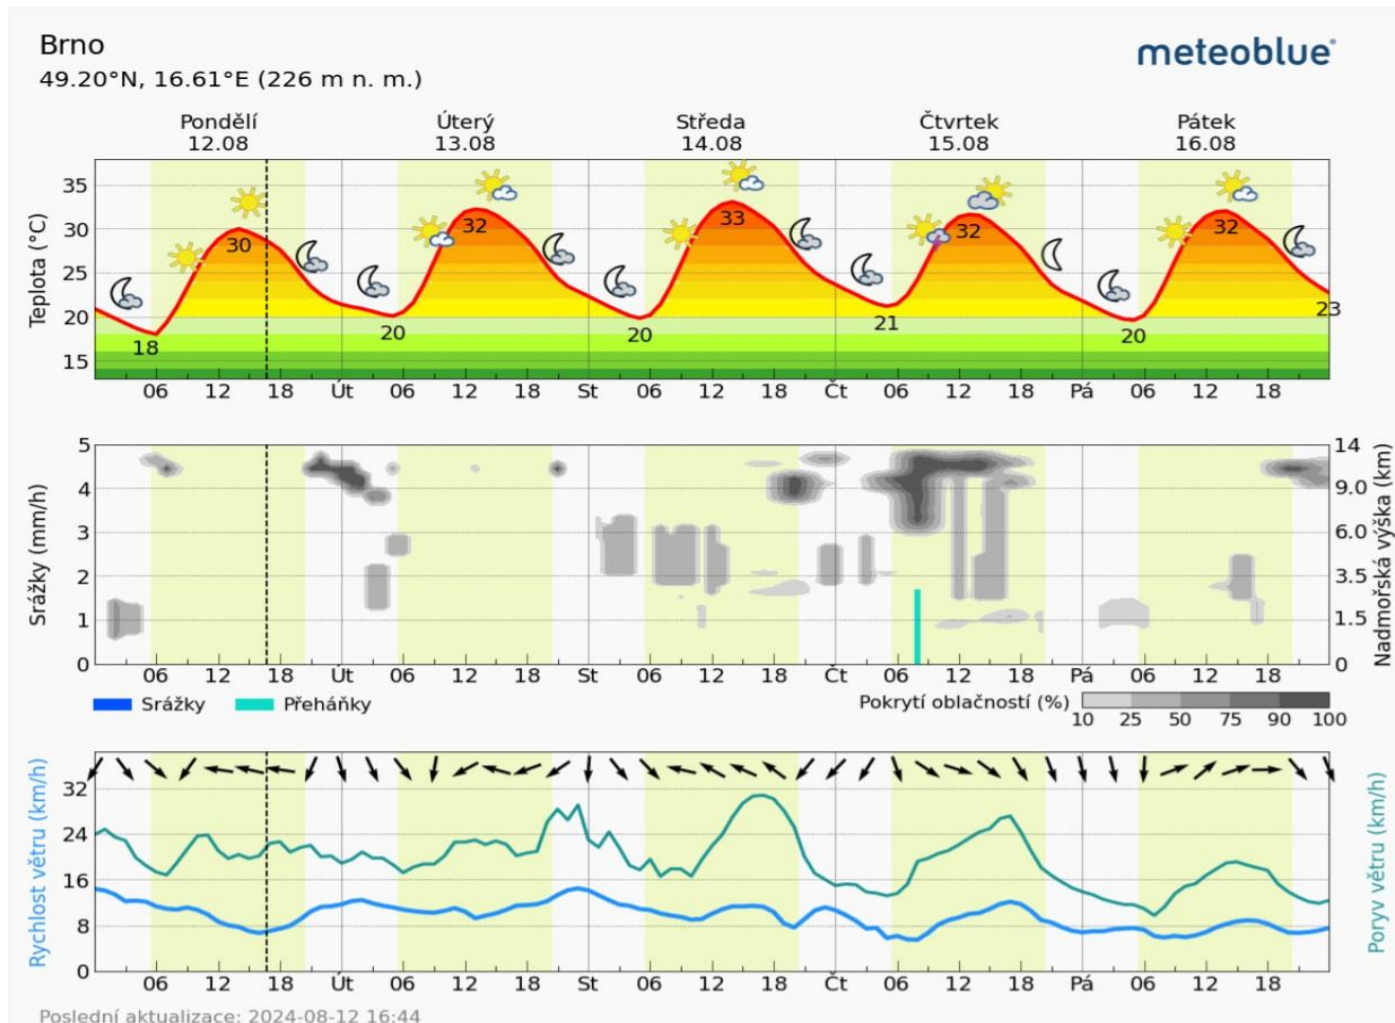 Brno
meteoblue®
49.20°N, 16.61°E (226 m n. m.)
Pondělí Úterý Středa Čtvrtek Pátek
12.08 13.08 14.08 15.08 16.08
Teplota (°C)
35
30
25
20
15
30 32 33 32 32
18 20 20 21 20 23
06 12 18 Út 06 12 18 St 06 12 18 Čt 06 12 18 Pá 06 12 18
Srážky (mm/h)
5
4
3
2
1
0
14
9.0
6.0
3.5
1.5
0
Nadmořská výška (km)
06 12 18 Út 06 12 18 St 06 12 18 Čt 06 12 18 Pá 06 12 18
Srážky Přeháňky Pokrytí oblačností (%)
10 25 50 75 90 100
Rychlost větru (km/h)
32
24
16
8
0
Poryv větru (km/h)
06 12 18 Út 06 12 18 St 06 12 18 Čt 06 12 18 Pá 06 12 18
Poslední aktualizace: 2024-08-12 16:44